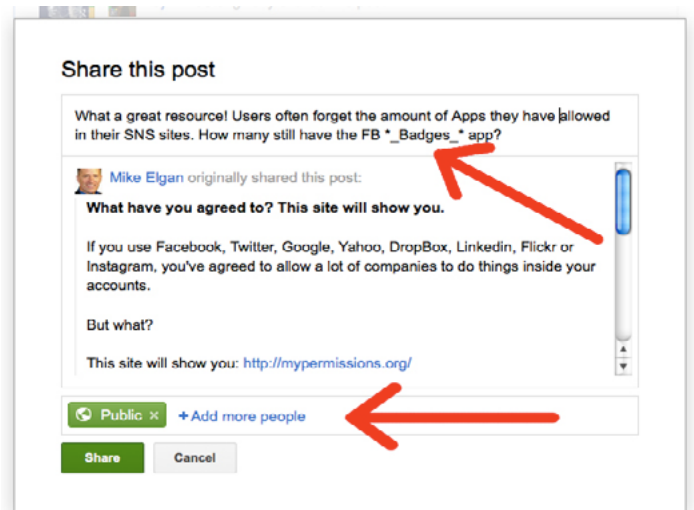 Share this post
What a great resource! Users often forget the amount of Apps they have allowed
in their SNS sites. How many still have the FB *_Badges_* app?
Mike Elgan originally shared this post:
What have you agreed to? This site will show you.
If you use Facebook, Twitter, Google, Yahoo, DropBox, Linkedin, Flickr or
Instagram, you've agreed to allow a lot of companies to do things inside your
accounts.
But what?
This site will show you: http://mypermissions.org/
Public × +Add more people
Share Cancel